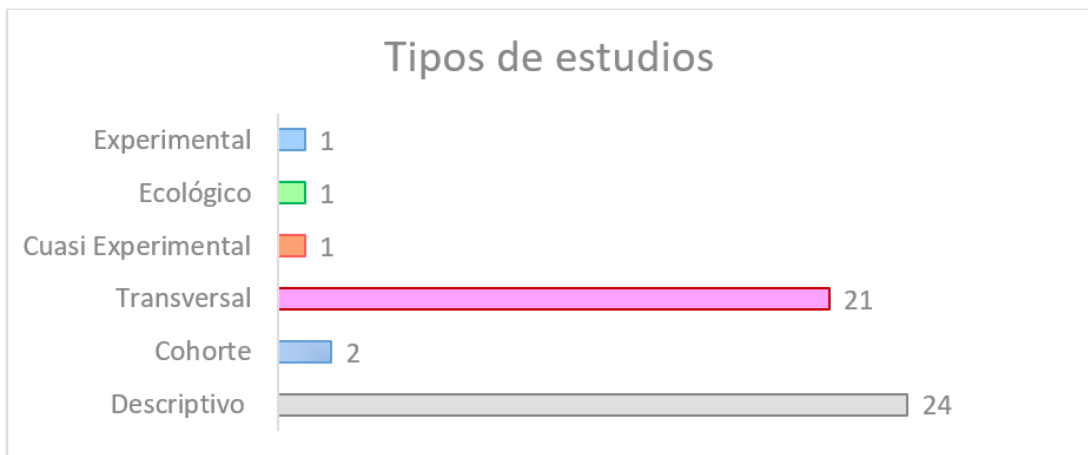 Tipos de estudios
Experimental 1
Ecológico 1
Cuasi Experimental 1
Transversal 21
Cohorte 2
Descriptivo 24